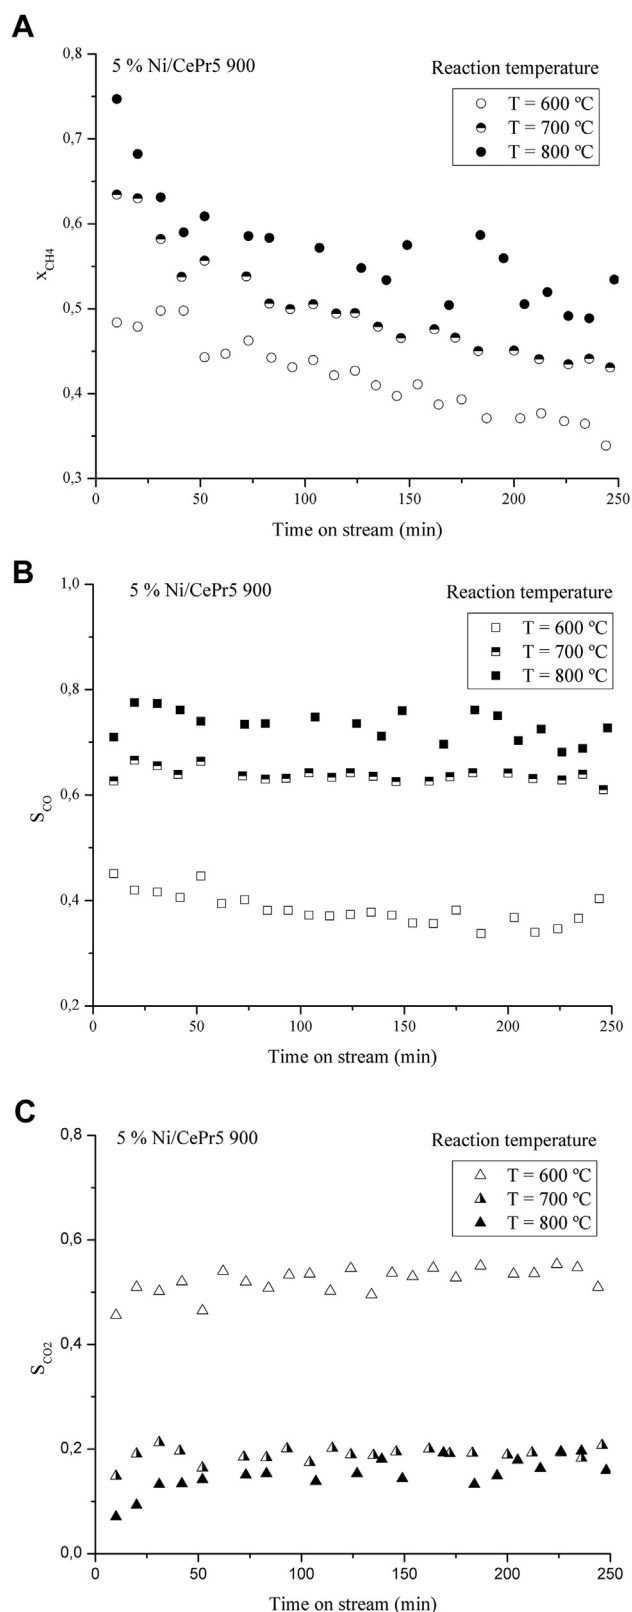 A
5 % Ni/CePr5 900
Reaction temperature
T = 600 ºC
T = 700 ºC
T = 800 ºC
0,8
0,7
0,6
0,5
0,4
0,3
x_CH4
0 50 100 150 200 250
Time on stream (min)
B
5 % Ni/CePr5 900
Reaction temperature
T = 600 ºC
T = 700 ºC
T = 800 ºC
1,0
0,8
0,6
0,4
0,2
S_CO
0 50 100 150 200 250
Time on stream (min)
C
5 % Ni/CePr5 900
Reaction temperature
T = 600 ºC
T = 700 ºC
T = 800 ºC
0,8
0,6
0,4
0,2
0,0
S_CO2
0 50 100 150 200 250
Time on stream (min)